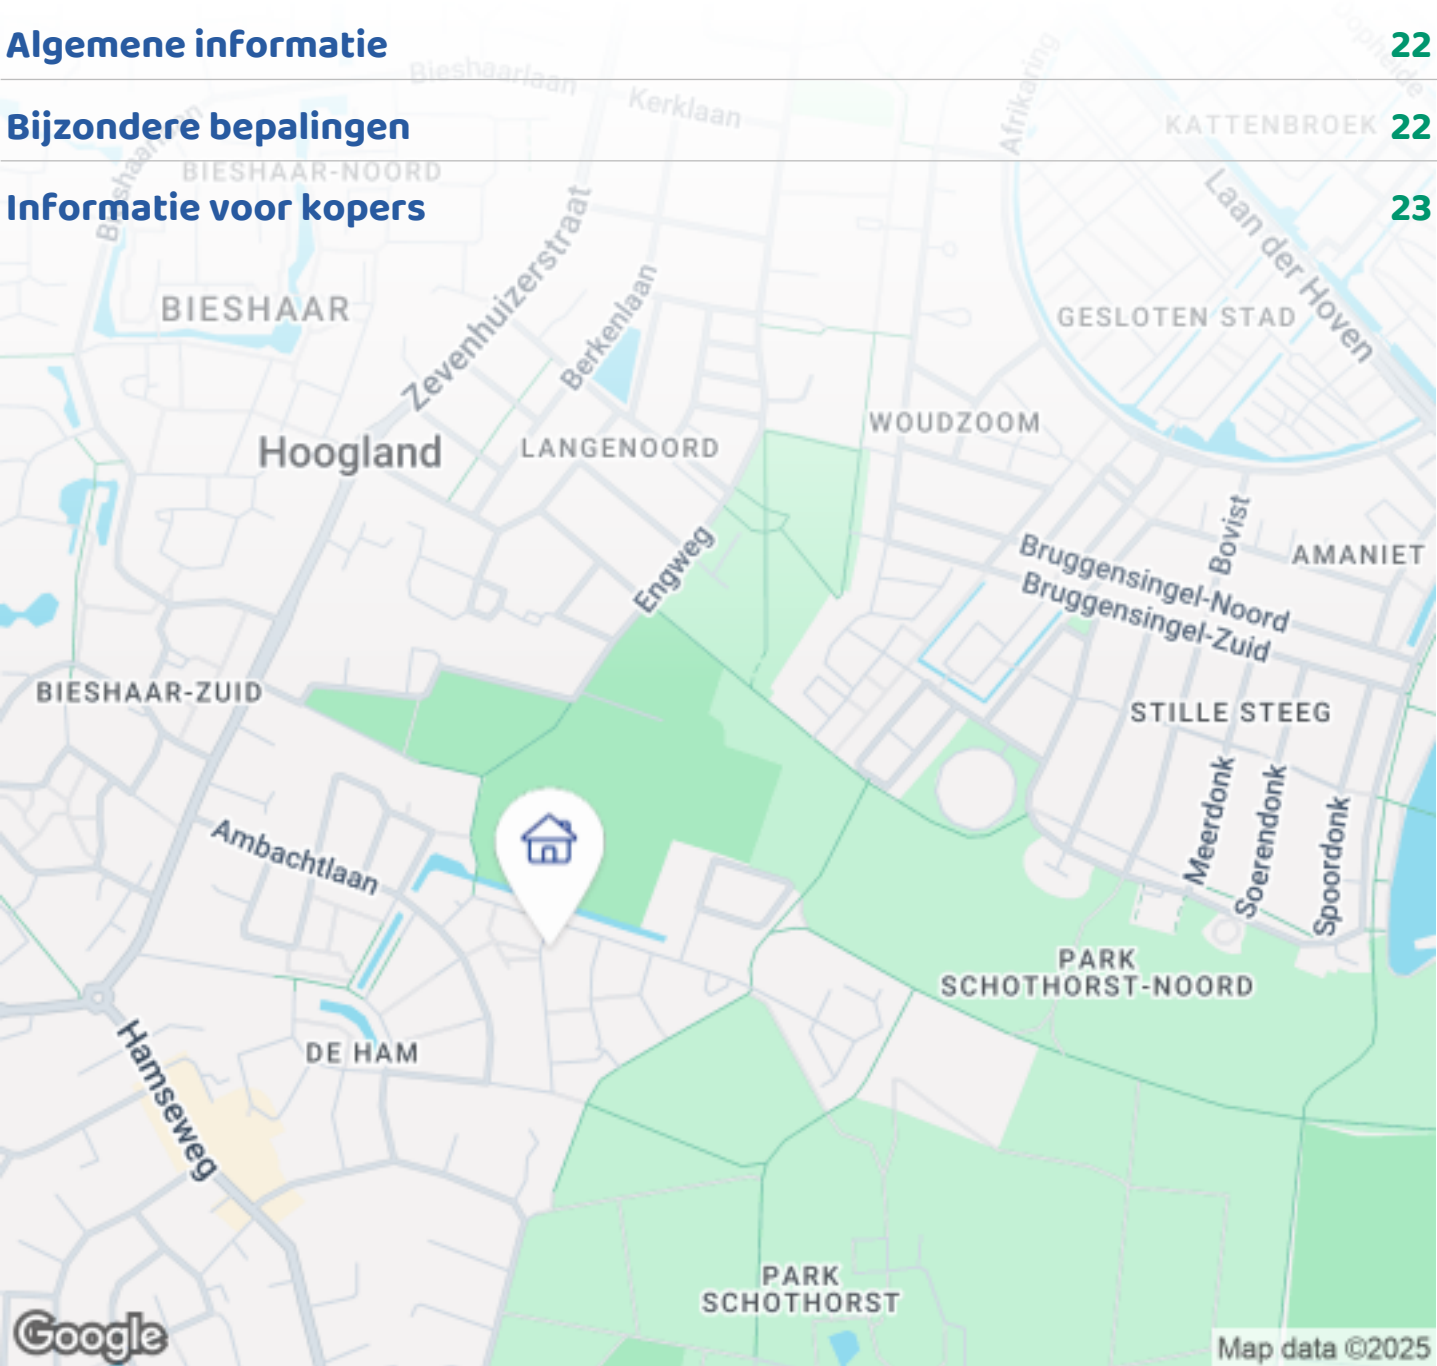 Algemene informatie 22
Bieshaarlaan
Kerklaan
Afrikaring
Bijzondere bepalingen 22
KATTENBROEK
BIESHAAR-NOORD
Informatie voor kopers 23
Zevenhuizerstraat
Laan der Hoven
BIESHAAR
Berkenlaan
GESLOTEN STAD
Hoogland
LANGENOORD
WOUDZOOM
Engweg
Bovist
Bruggensingel-Noord
Bruggensingel-Zuid
AMANIET
BIESHAAR-ZUID
STILLE STEEG
Ambachtlaan
Meerdonk
Soerendonk
Spoordonk
PARK
SCHOTHORST-NOORD
Hamseweg
DE HAM
PARK
SCHOTHORST
Google
Map data ©2025